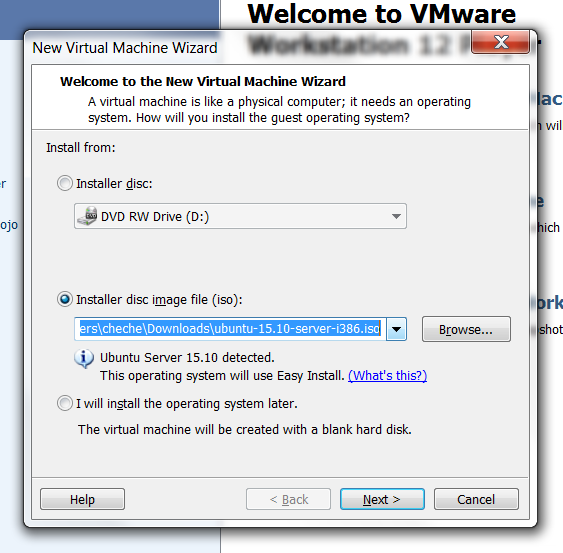 Welcome to VMware
Workstation 12 Player
New Virtual Machine Wizard
Welcome to the New Virtual Machine Wizard
A virtual machine is like a physical computer; it needs an operating
system. How will you install the guest operating system?
Install from:
Installer disc:
DVD RW Drive (D:)
Installer disc image file (iso):
ers\cheche\Downloads\ubuntu-15.10-server-i386.iso
Browse...
Ubuntu Server 15.10 detected.
This operating system will use Easy Install. (What's this?)
I will install the operating system later.
The virtual machine will be created with a blank hard disk.
Help
< Back
Next >
Cancel
er
ojo
Mac
n will
e
hich
ork
shot